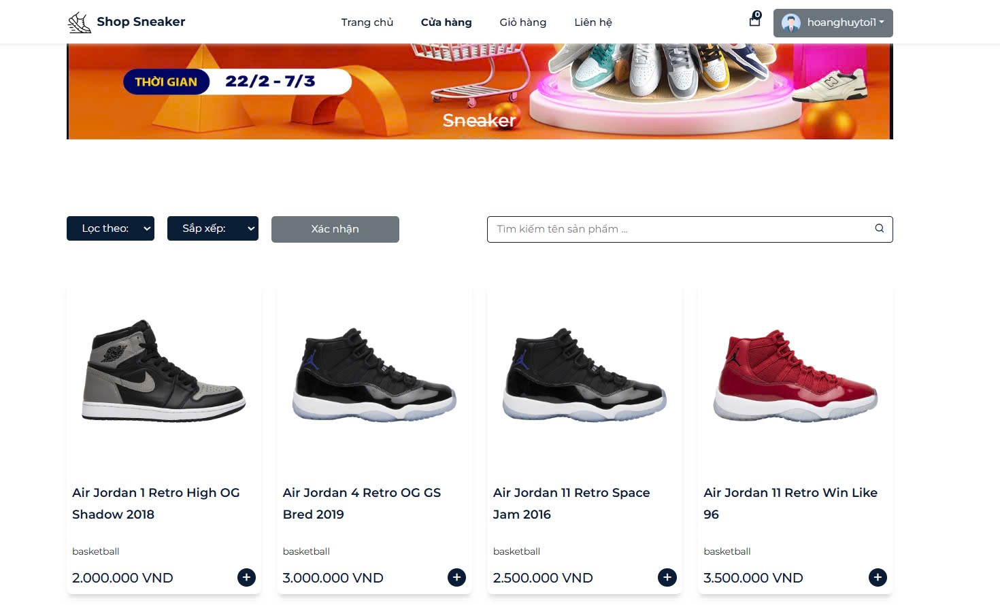 Shop Sneaker
Trang chủ
Cửa hàng
Giỏ hàng
Liên hệ
0
hoanghuytoi1
THỜI GIAN
22/2 - 7/3
Sneaker
Lọc theo:
Sắp xếp:
Xác nhận
Tìm kiếm tên sản phẩm ...
Air Jordan 1 Retro High OG
Shadow 2018
basketball
2.000.000 VND
+
Air Jordan 4 Retro OG GS
Bred 2019
basketball
3.000.000 VND
+
Air Jordan 11 Retro Space
Jam 2016
basketball
2.500.000 VND
+
Air Jordan 11 Retro Win Like
96
basketball
3.500.000 VND
+